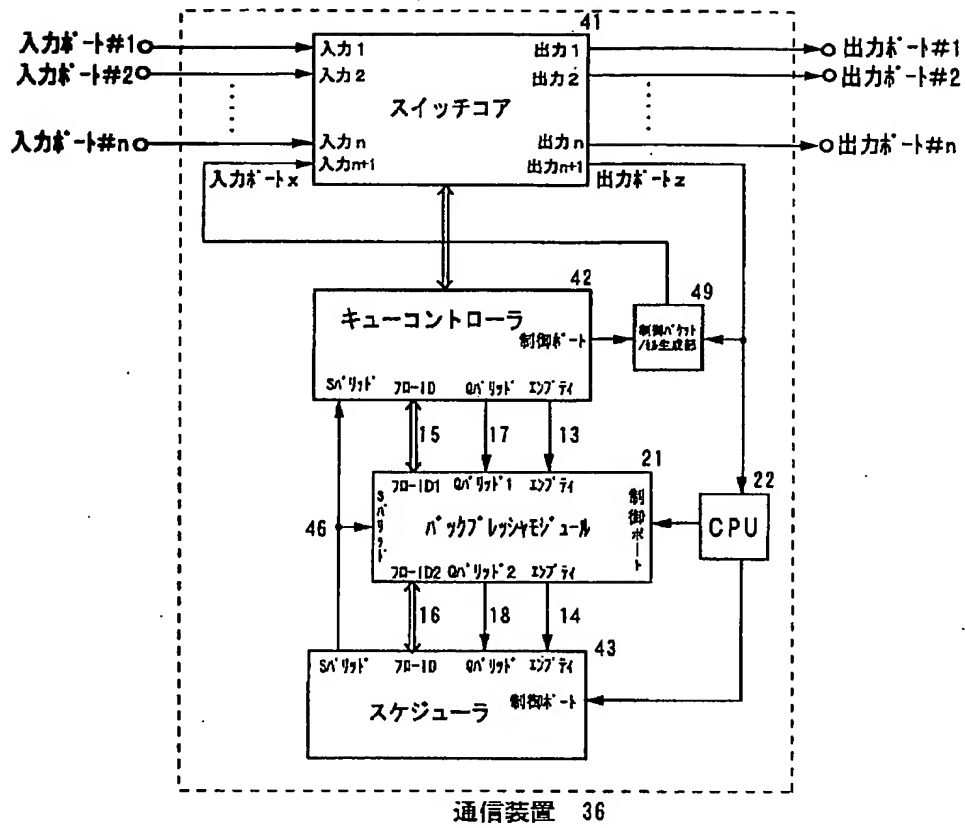 41
入力ポート#1
入力1
出力1
出力ポート#1
入力ポート#2
入力2
出力2
出力ポート#2
スイッチコア
入力ポート#n
入力n
出力n
出力ポート#n
入力ポートx
入力n+1
出力n+1
出力ポートz
42
キューコントローラ
制御ポート
49
制御パケット
/セル生成部
Sバリッド フローID Qバリッド エンプティ
15 17 13
21
22
フローID1 Qバリッド1 エンプティ
Sバリッド
バックプレッシャモジュール
制御ポート
CPU
46
フローID2 Qバリッド2 エンプティ
16 18 14
43
Sバリッド フローID Qバリッド エンプティ
スケジューラ
制御ポート
通信装置 36